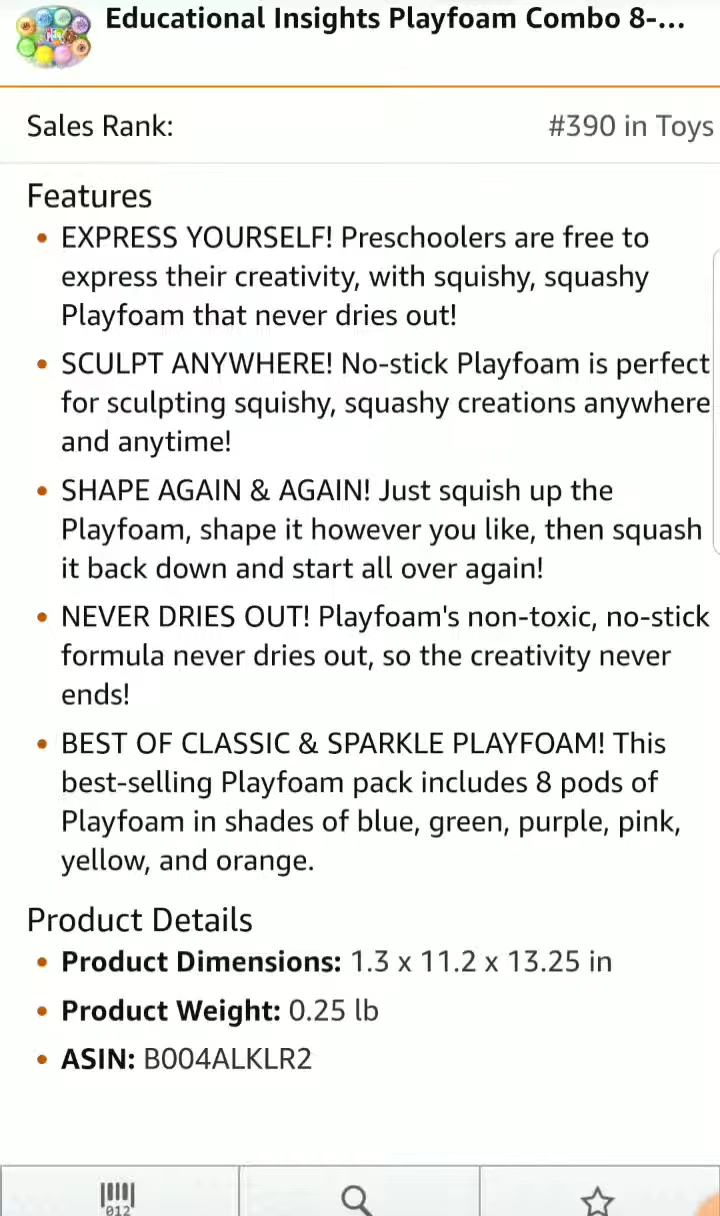 Educational Insights Playfoam Combo 8-...
Sales Rank:
#390 in Toys
Features
• EXPRESS YOURSELF! Preschoolers are free to
express their creativity, with squishy, squashy
Playfoam that never dries out!
• SCULPT ANYWHERE! No-stick Playfoam is perfect
for sculpting squishy, squashy creations anywhere
and anytime!
• SHAPE AGAIN & AGAIN! Just squish up the
Playfoam, shape it however you like, then squash
it back down and start all over again!
• NEVER DRIES OUT! Playfoam's non-toxic, no-stick
formula never dries out, so the creativity never
ends!
• BEST OF CLASSIC & SPARKLE PLAYFOAM! This
best-selling Playfoam pack includes 8 pods of
Playfoam in shades of blue, green, purple, pink,
yellow, and orange.
Product Details
• Product Dimensions: 1.3 x 11.2 x 13.25 in
• Product Weight: 0.25 lb
• ASIN: B004ALKLR2
012